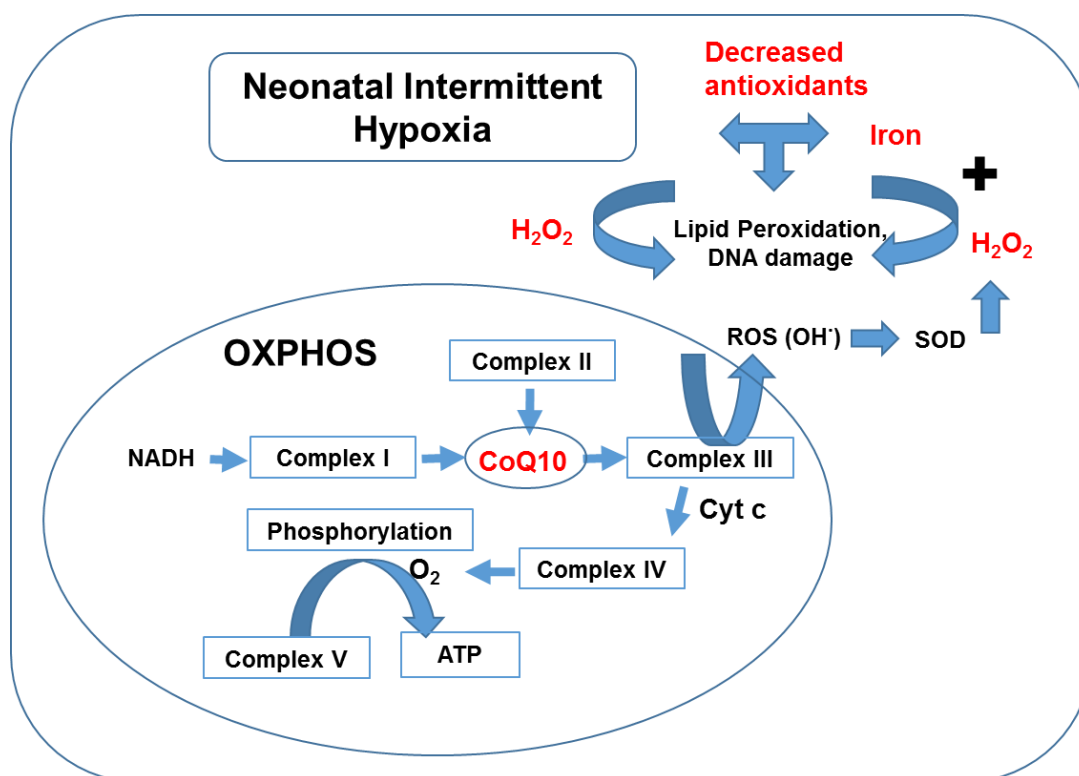 Neonatal Intermittent
Hypoxia
Decreased
antioxidants
Iron
+
H₂O₂
Lipid Peroxidation,
DNA damage
H₂O₂
ROS (OH·)
SOD
OXPHOS
Complex II
NADH
Complex I
CoQ10
Complex III
Cyt c
Phosphorylation
O₂
Complex IV
Complex V
ATP